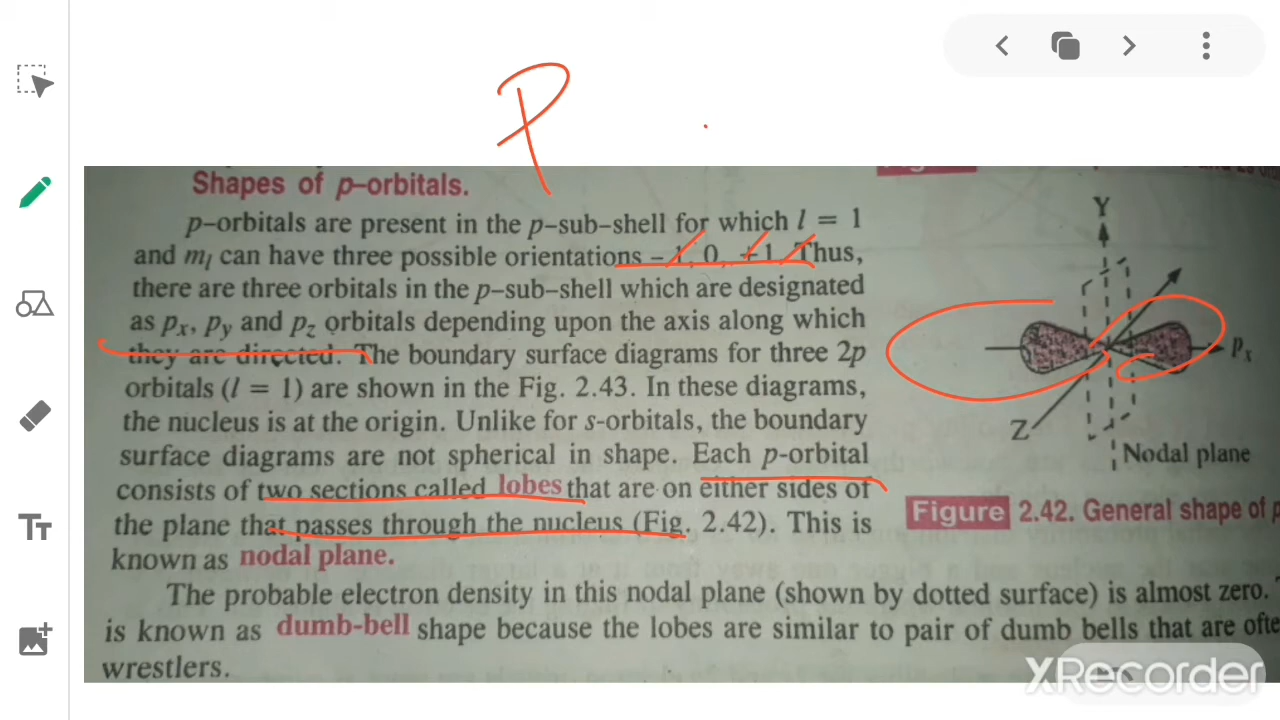 P
Shapes of p–orbitals.
p–orbitals are present in the p–sub–shell for which l = 1
and ml can have three possible orientations – 1, 0, +1. Thus,
there are three orbitals in the p–sub–shell which are designated
as px, py and pz orbitals depending upon the axis along which
they are directed. The boundary surface diagrams for three 2p
orbitals (l = 1) are shown in the Fig. 2.43. In these diagrams,
the nucleus is at the origin. Unlike for s-orbitals, the boundary
surface diagrams are not spherical in shape. Each p-orbital
consists of two sections called lobes that are on either sides of
the plane that passes through the nucleus (Fig. 2.42). This is
known as nodal plane.
The probable electron density in this nodal plane (shown by dotted surface) is almost zero.
is known as dumb-bell shape because the lobes are similar to pair of dumb bells that are
wrestlers.
Y
px
Z
Nodal plane
Figure 2.42. General shape of
Tт
XRecorder